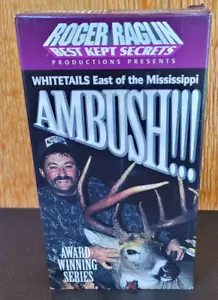 ROGER RAGLIN
BEST KEPT SECRETS
PRODUCTIONS PRESENTS
WHITETAILS East of the Mississippi
AMBUSH!!!
AWARD
WINNING
SERIES